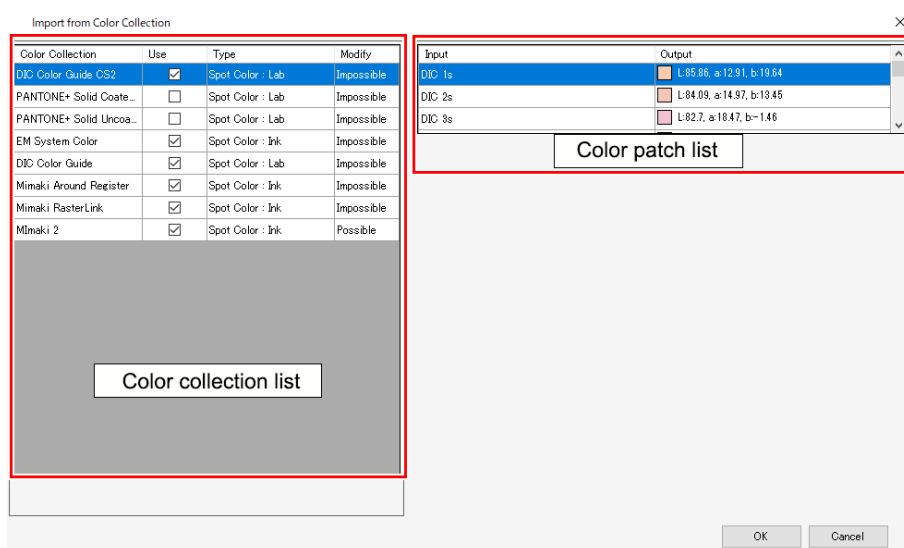 Import from Color Collection
Color Collection Use Type Modify
DIC Color Guide CS2 Spot Color : Lab Impossible
PANTONE+ Solid Coate... Spot Color : Lab Impossible
PANTONE+ Solid Uncoa... Spot Color : Lab Impossible
EM System Color Spot Color : Ink Impossible
DIC Color Guide Spot Color : Lab Impossible
Mimaki Around Register Spot Color : Ink Impossible
Mimaki RasterLink Spot Color : Ink Impossible
MImaki 2 Spot Color : Ink Possible
Color collection list
Input Output
DIC 1s L:85.86, a:12.91, b:19.64
DIC 2s L:84.09, a:14.97, b:13.45
DIC 3s L:82.7, a:18.47, b:-1.46
Color patch list
OK Cancel